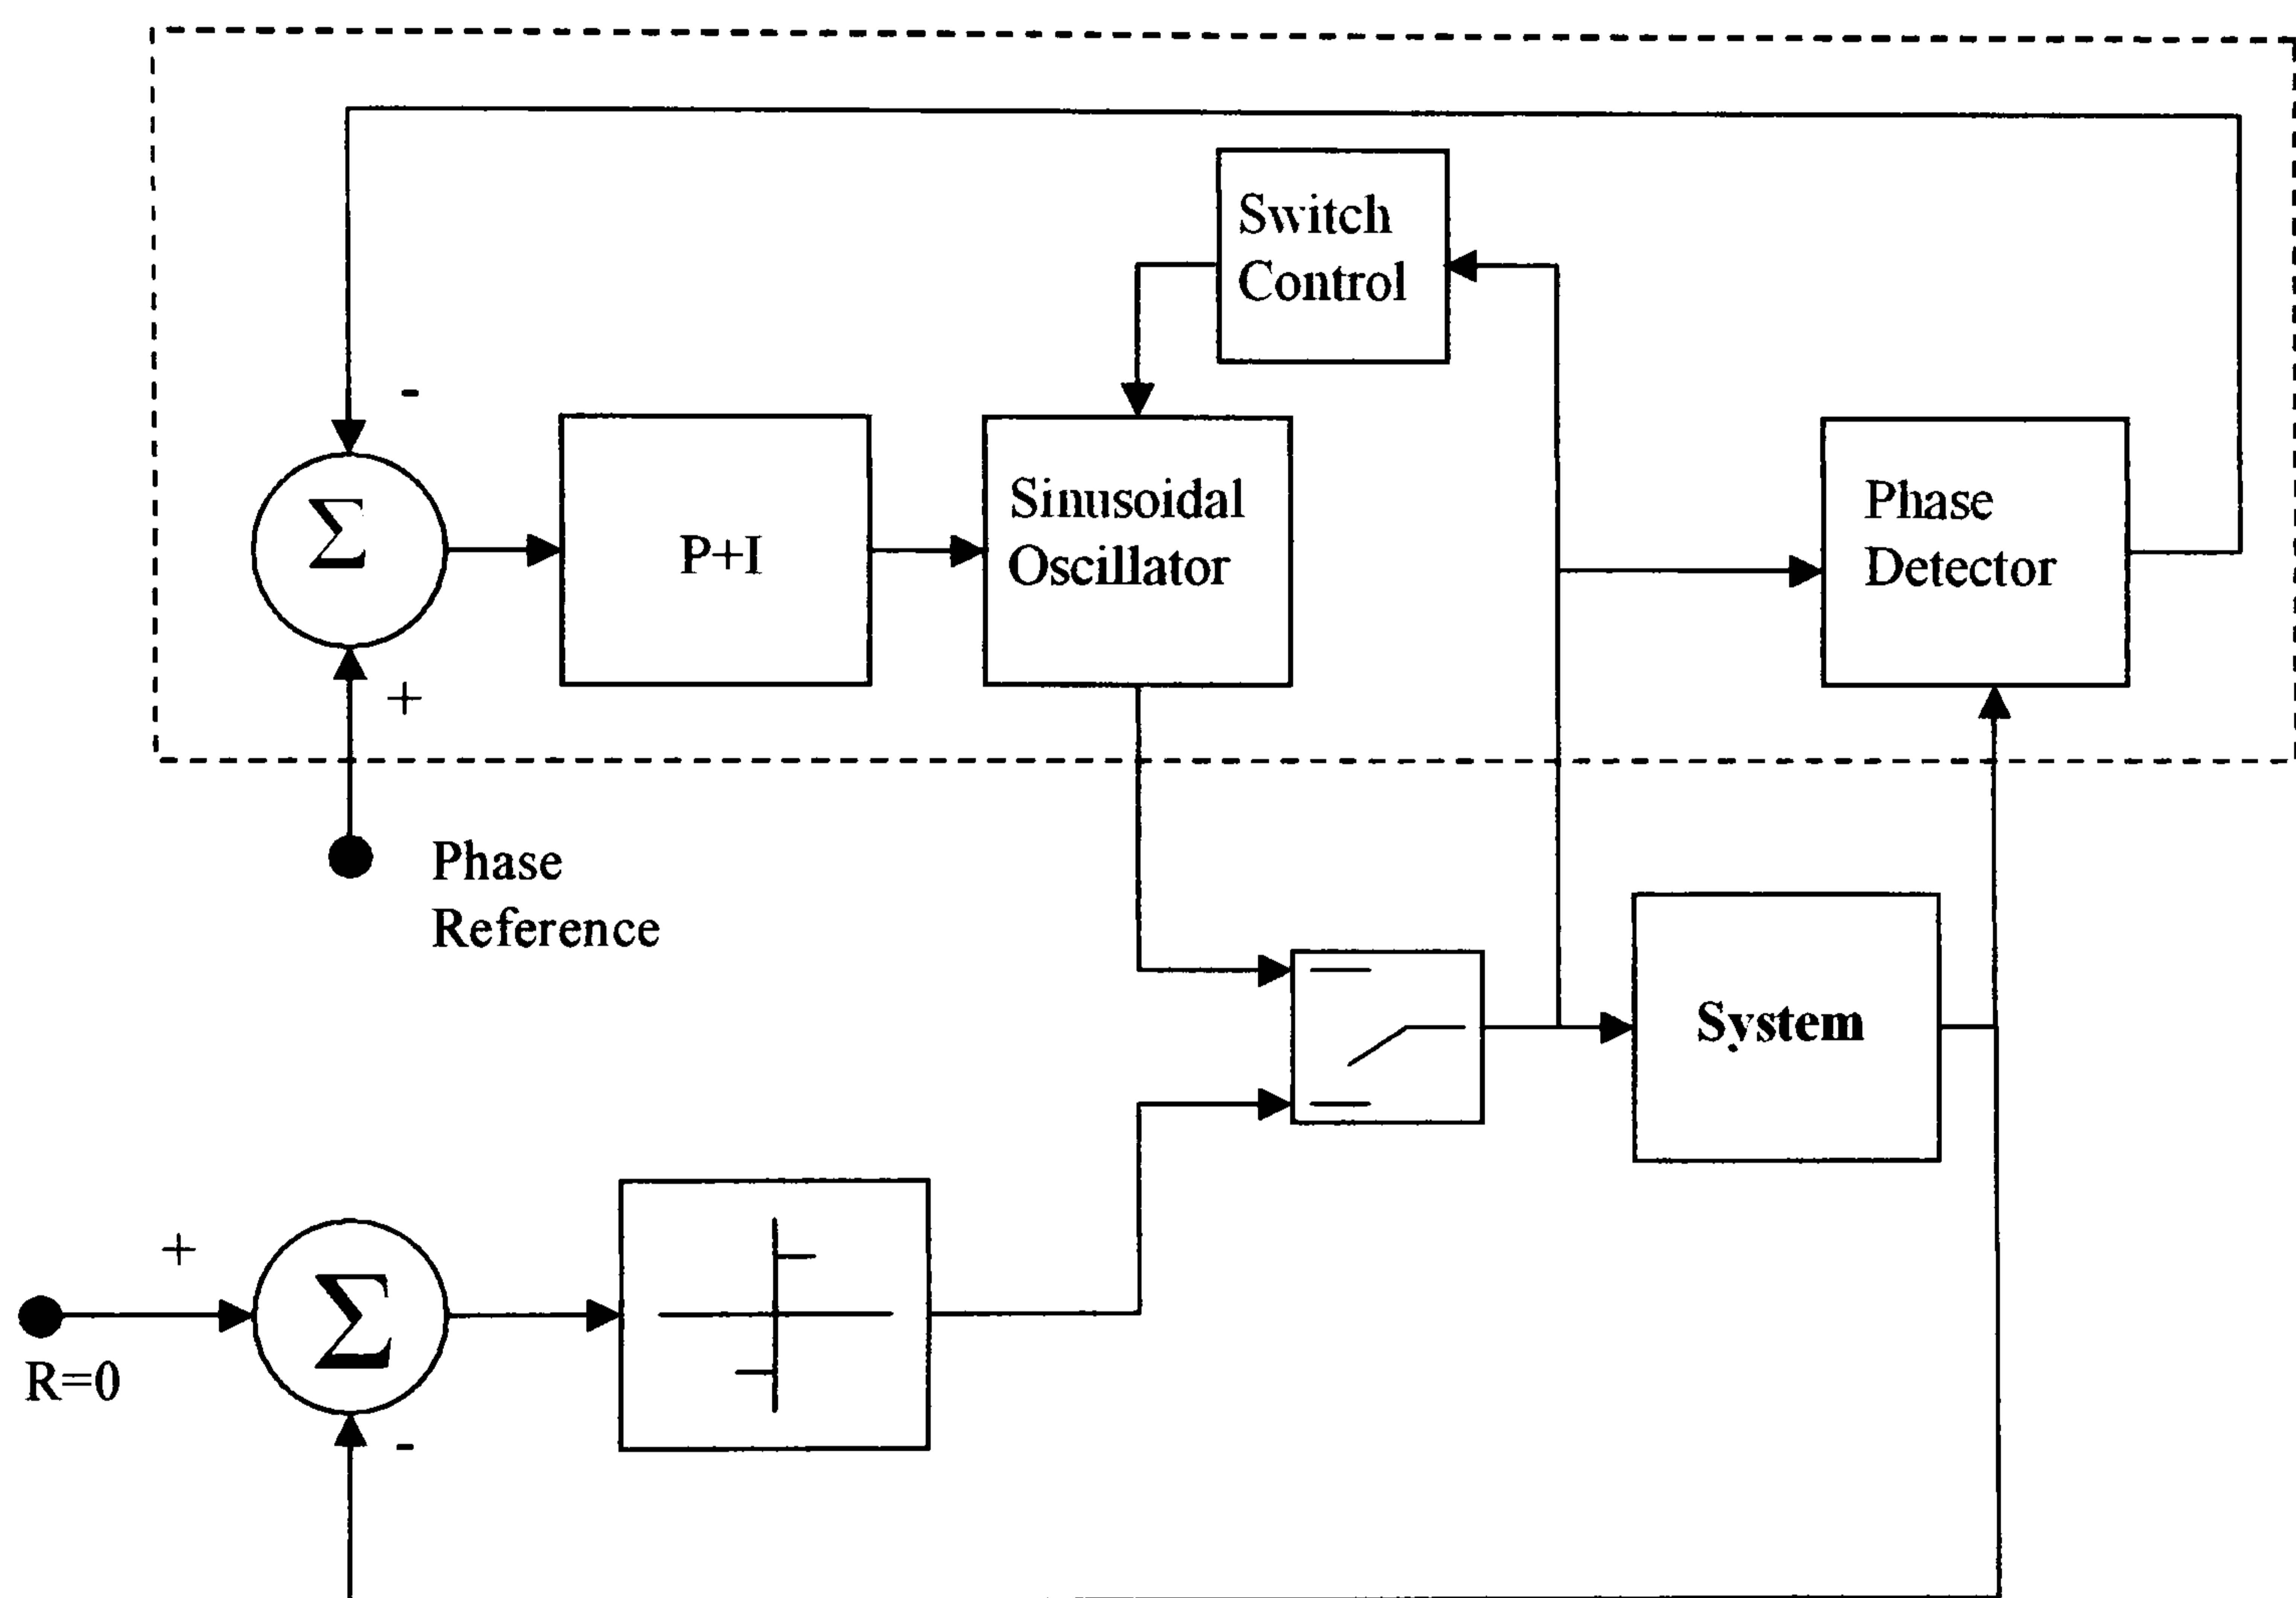 Switch
Control
-
Σ
P+I
Sinusoidal
Oscillator
Phase
Detector
+
Phase
Reference
System
+
Σ
R=0
-